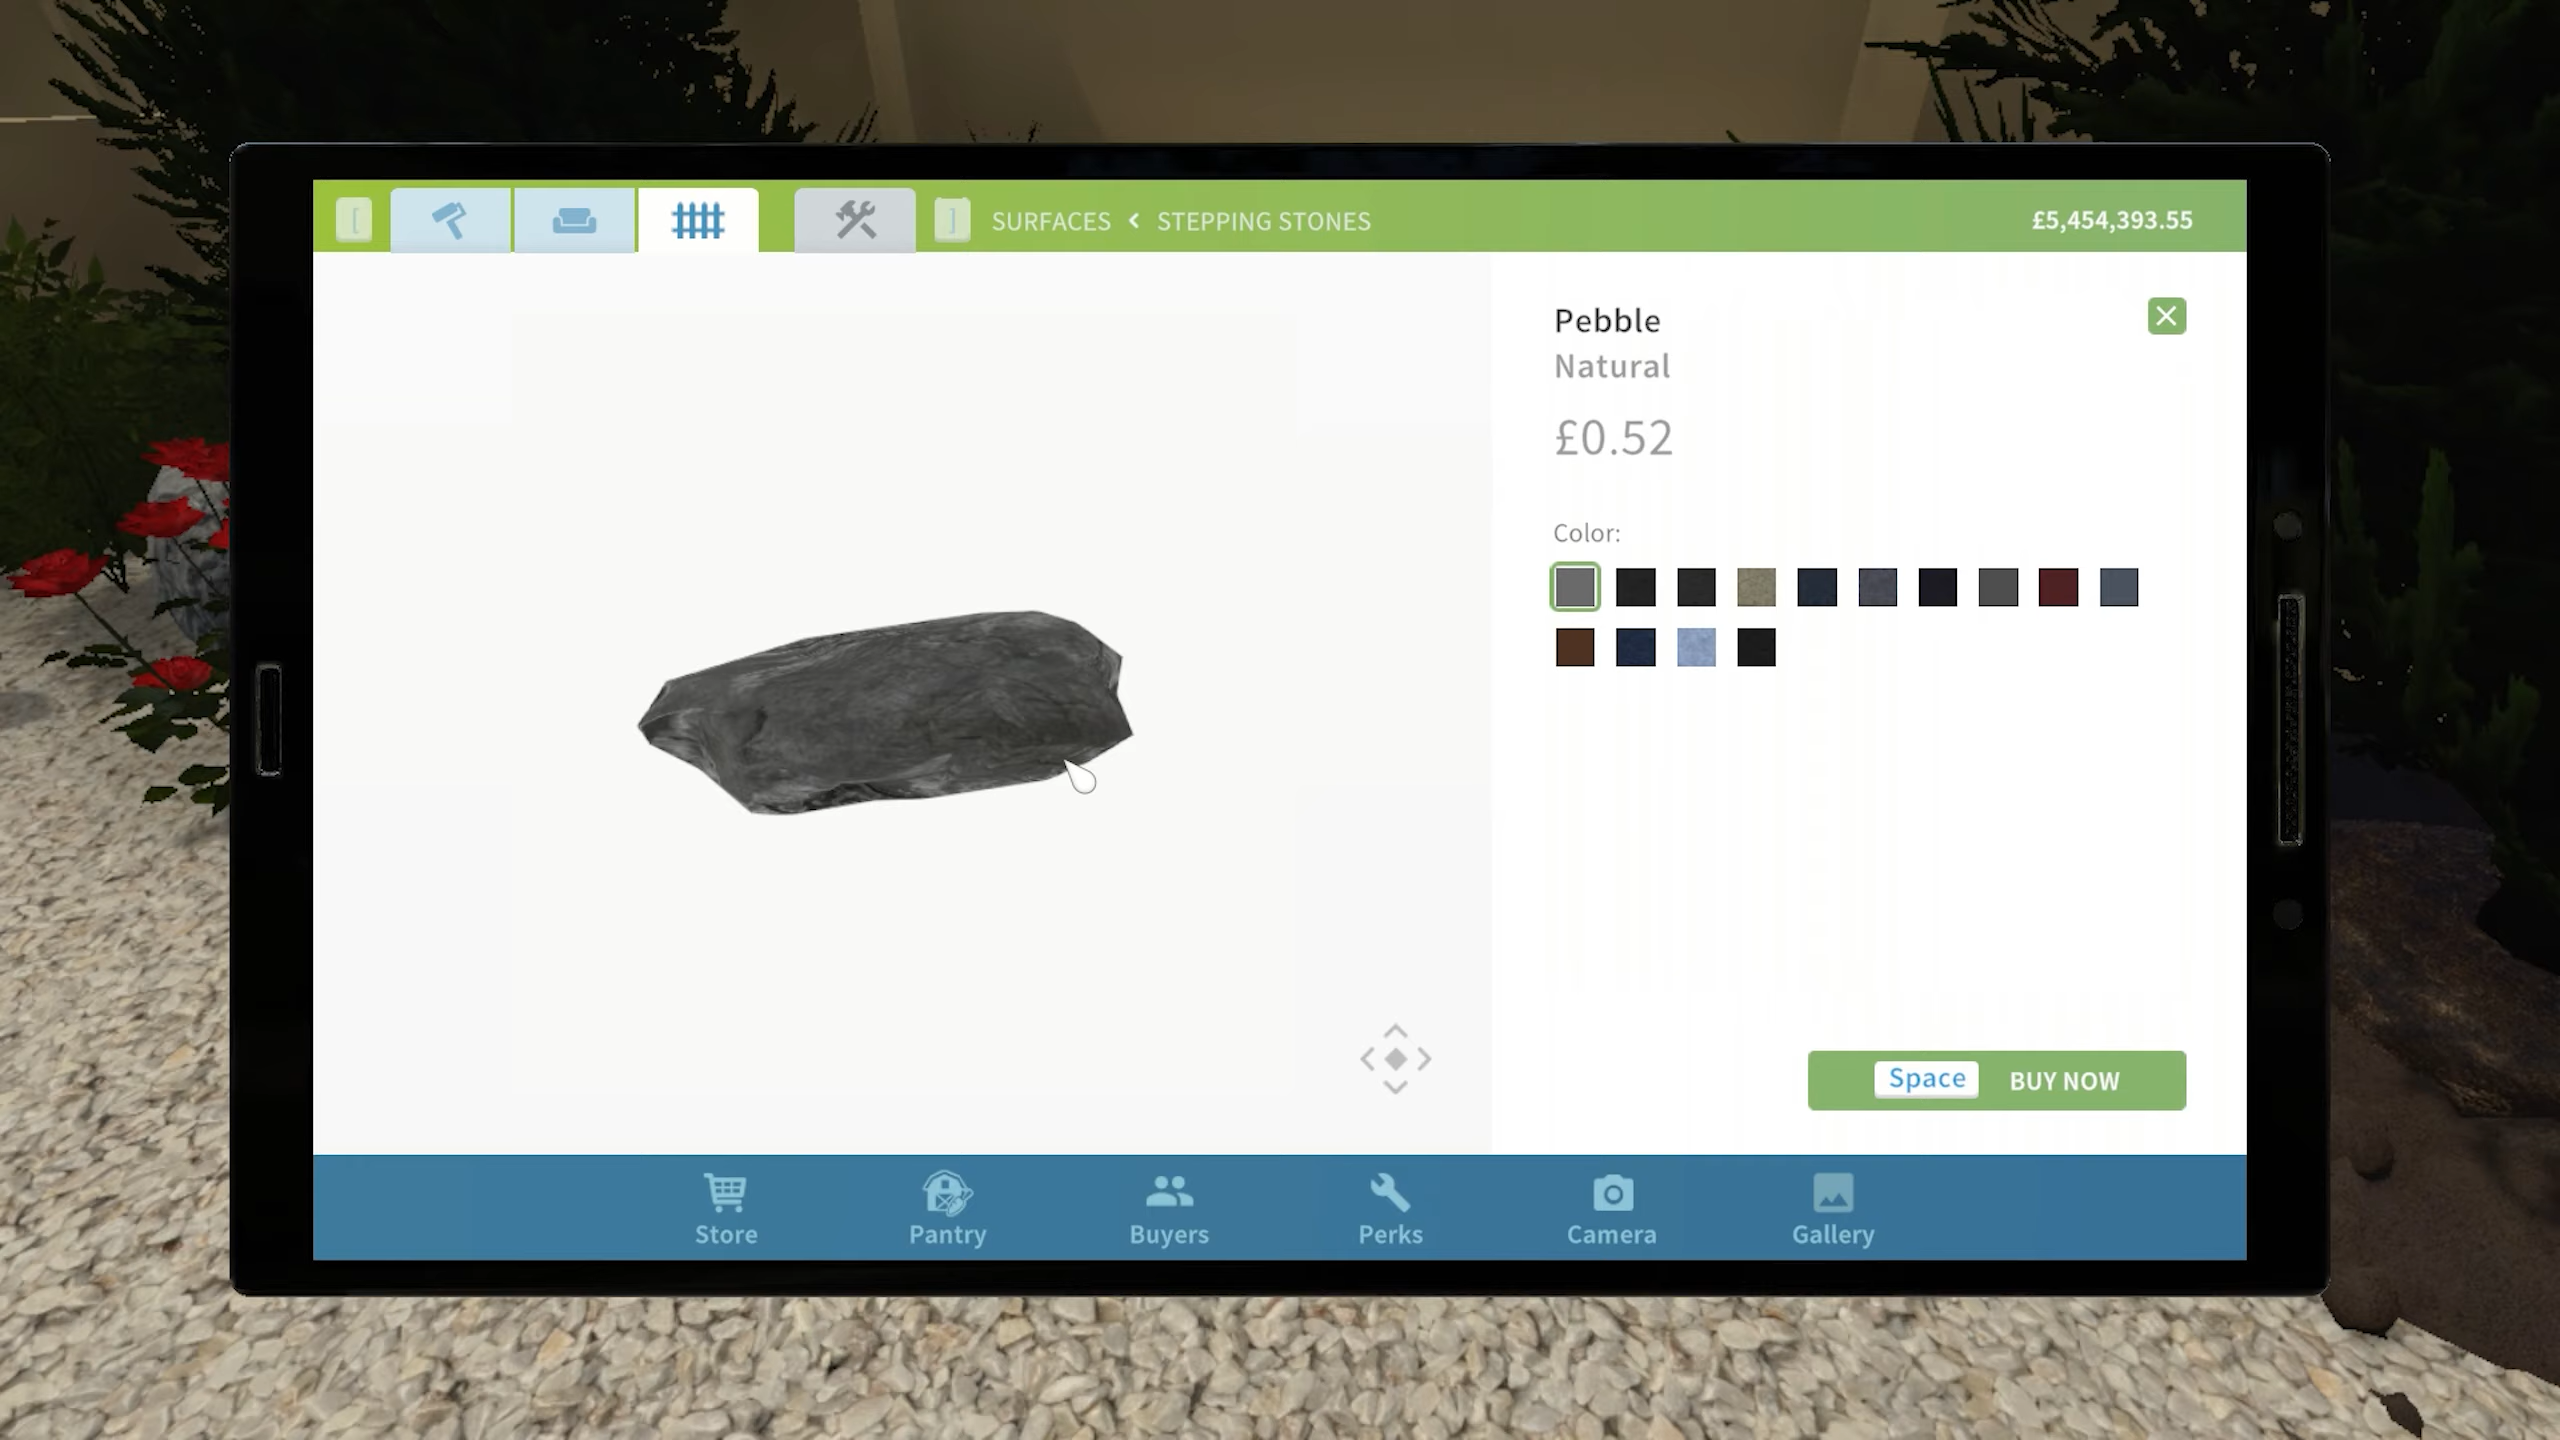 [
] SURFACES < STEPPING STONES
£5,454,393.55
Pebble
Natural
£0.52
Color:
Space BUY NOW
Store Pantry Buyers Perks Camera Gallery